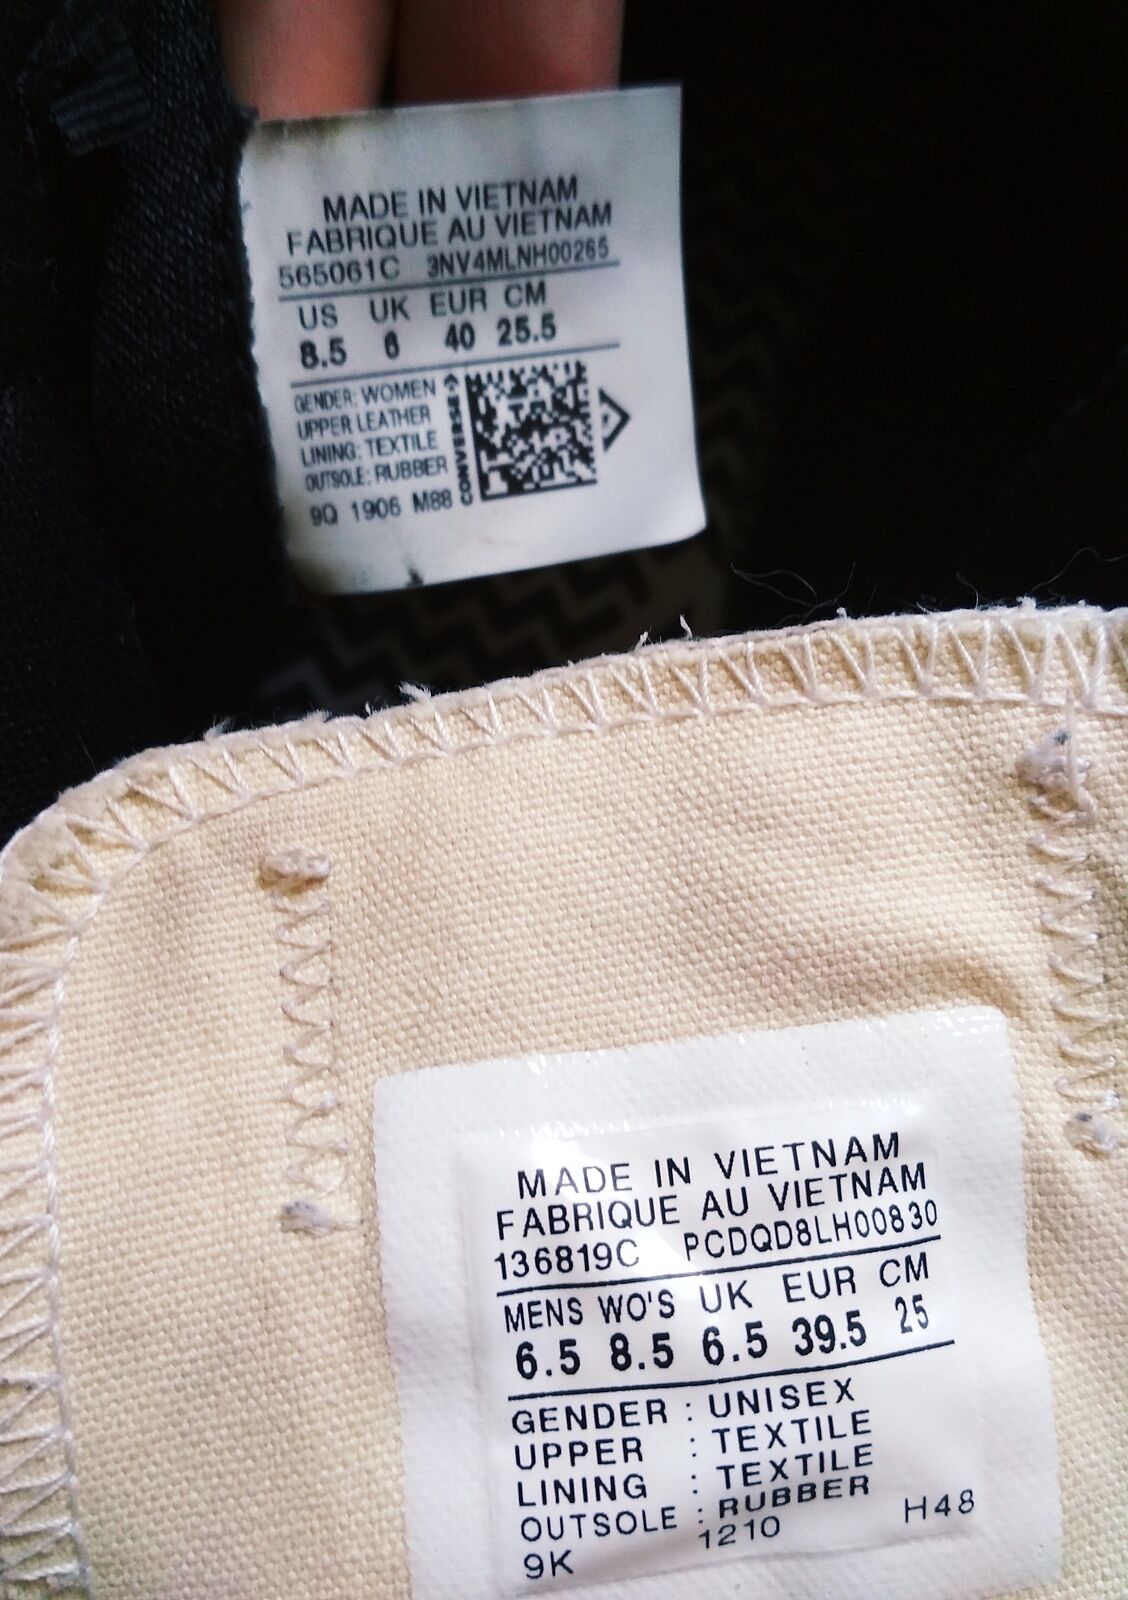 MADE IN VIETNAM
FABRIQUE AU VIETNAM
565061C 3NV4MLNH00265
US UK EUR CM
8.5 6 40 25.5
GENDER: WOMEN
UPPER LEATHER
LINING: TEXTILE
OUTSOLE: RUBBER
CONVERSE
9Q 1906 M88
MADE IN VIETNAM
FABRIQUE AU VIETNAM
136819C PCDQD8LH00830
MENS WO'S UK EUR CM
6.5 8.5 6.5 39.5 25
GENDER : UNISEX
UPPER : TEXTILE
LINING : TEXTILE
OUTSOLE : RUBBER
9K 1210 H48